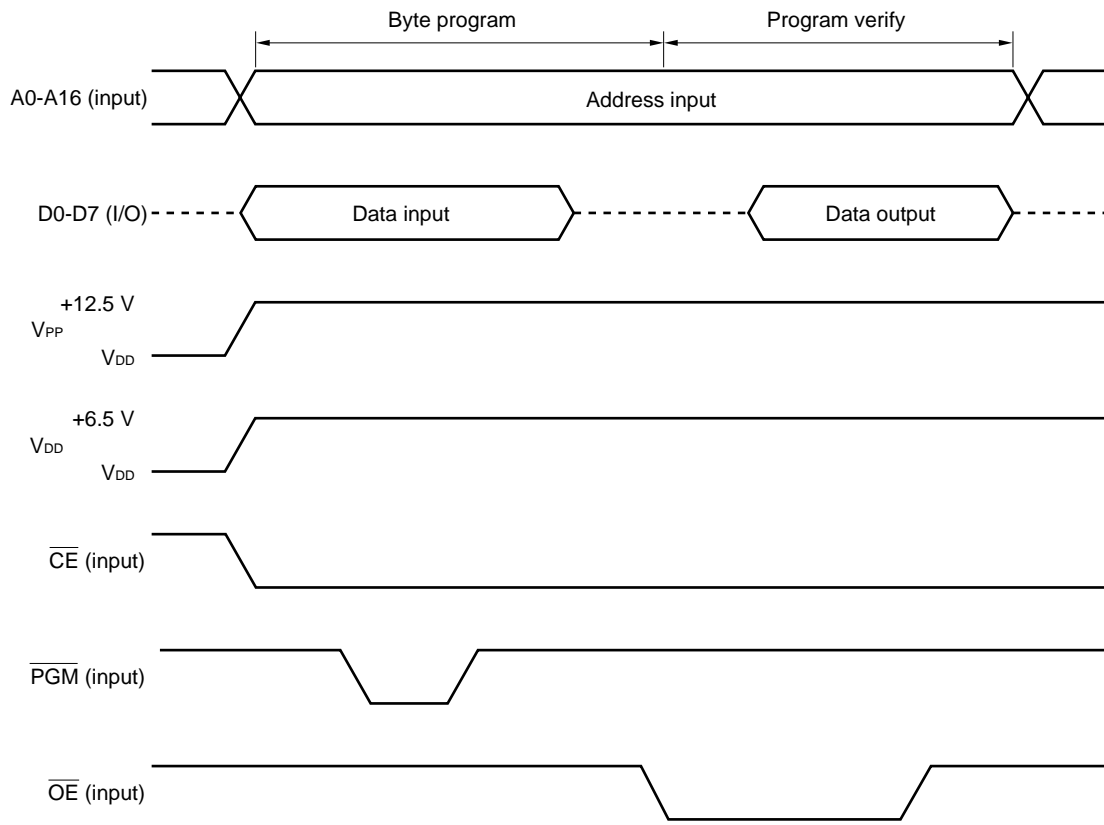 Byte program
Program verify
A0-A16 (input)
Address input
D0-D7 (I/O)
Data input
Data output
+12.5 V
VPP
VDD
+6.5 V
VDD
VDD
CE (input)
PGM (input)
OE (input)